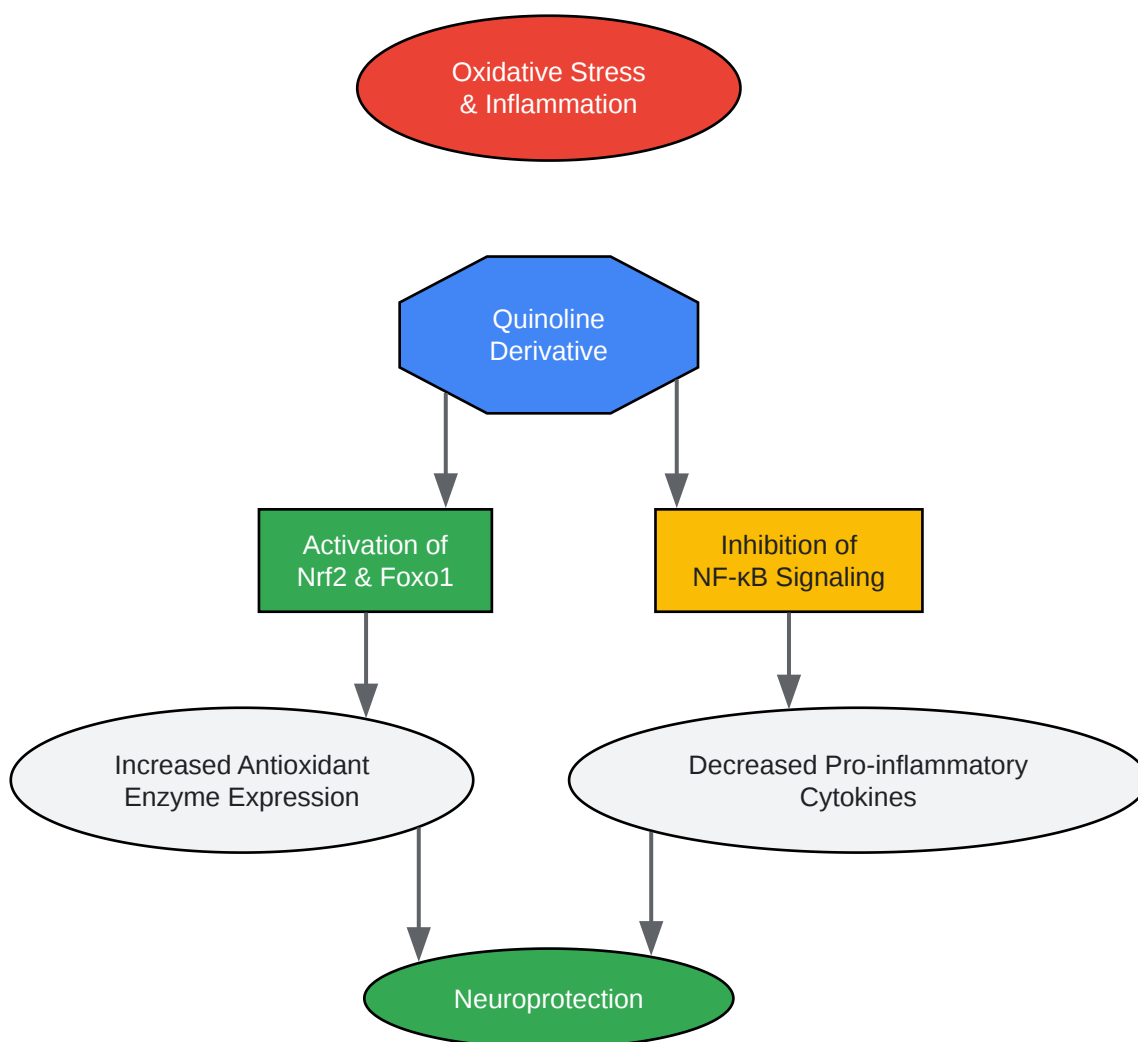 Oxidative Stress
& Inflammation
Quinoline
Derivative
Activation of
Nrf2 & Foxo1
Inhibition of
NF-κB Signaling
Increased Antioxidant
Enzyme Expression
Decreased Pro-inflammatory
Cytokines
Neuroprotection